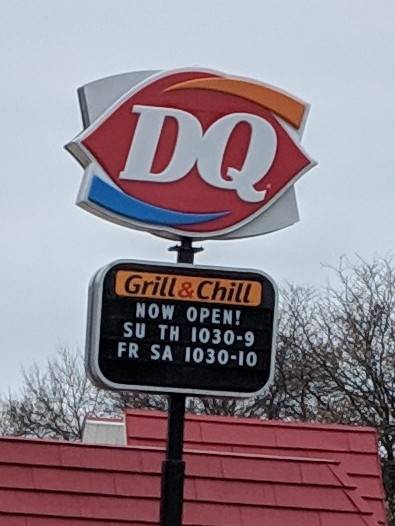 DQ
Grill&Chill
NOW OPEN!
SU TH 1030-9
FR SA 1030-10